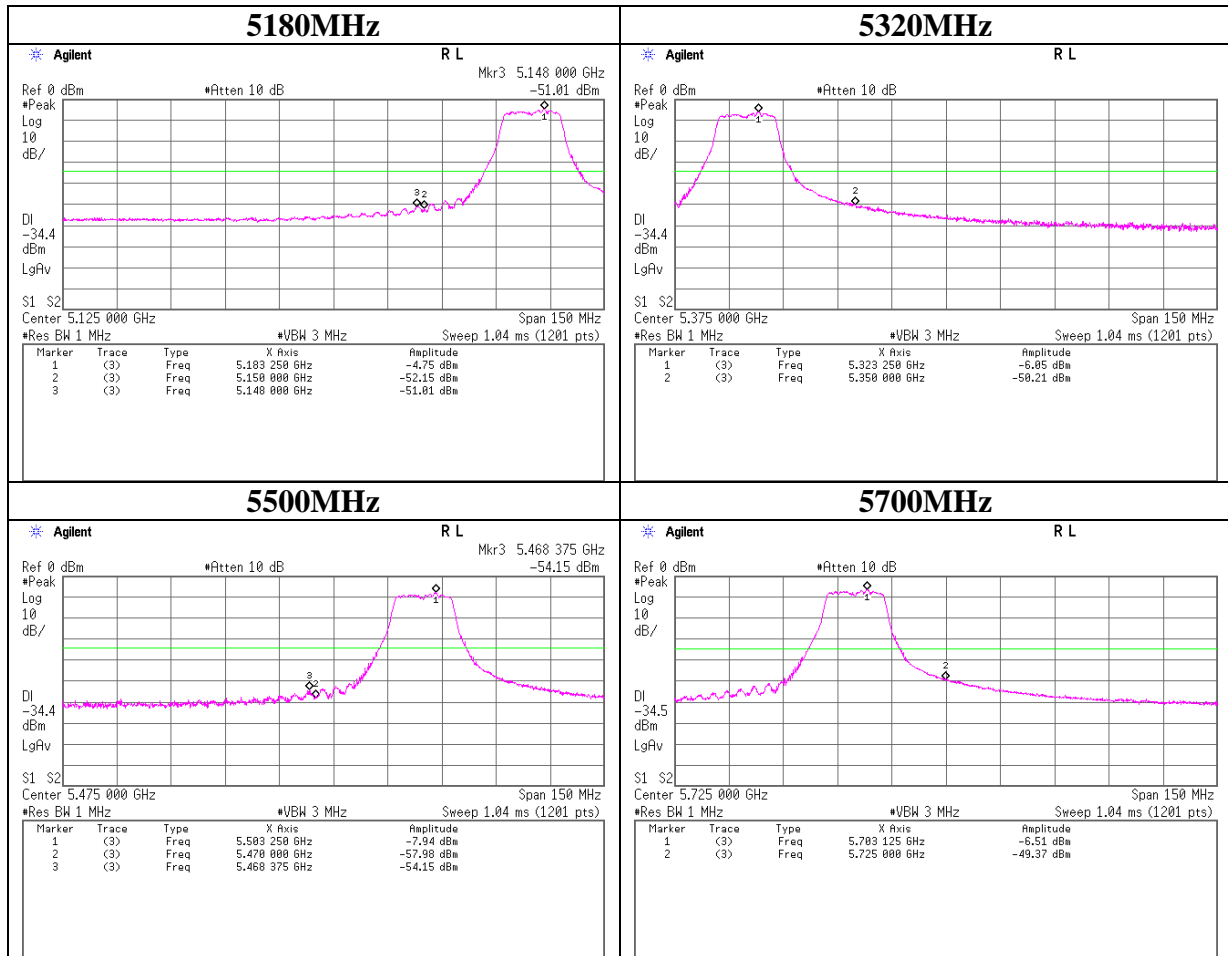 5180MHz
Agilent
R L
Mkr3 5.148 000 GHz
Ref 0 dBm
#Atten 10 dB
-51.01 dBm
#Peak
Log
10
dB/
1
3 2
DI
-34.4
dBm
LgAv
S1 S2
Center 5.125 000 GHz
Span 150 MHz
#Res BW 1 MHz
#VBW 3 MHz
Sweep 1.04 ms (1201 pts)
Marker Trace Type X Axis Amplitude
1 (3) Freq 5.183 250 GHz -4.75 dBm
2 (3) Freq 5.150 000 GHz -52.15 dBm
3 (3) Freq 5.148 000 GHz -51.01 dBm
5320MHz
Agilent
R L
Ref 0 dBm
#Atten 10 dB
#Peak
Log
10
dB/
1
2
DI
-34.4
dBm
LgAv
S1 S2
Center 5.375 000 GHz
Span 150 MHz
#Res BW 1 MHz
#VBW 3 MHz
Sweep 1.04 ms (1201 pts)
Marker Trace Type X Axis Amplitude
1 (3) Freq 5.323 250 GHz -6.05 dBm
2 (3) Freq 5.350 000 GHz -50.21 dBm
5500MHz
Agilent
R L
Mkr3 5.468 375 GHz
Ref 0 dBm
#Atten 10 dB
-54.15 dBm
#Peak
Log
10
dB/
1
3
2
DI
-34.4
dBm
LgAv
S1 S2
Center 5.475 000 GHz
Span 150 MHz
#Res BW 1 MHz
#VBW 3 MHz
Sweep 1.04 ms (1201 pts)
Marker Trace Type X Axis Amplitude
1 (3) Freq 5.503 250 GHz -7.94 dBm
2 (3) Freq 5.470 000 GHz -57.98 dBm
3 (3) Freq 5.468 375 GHz -54.15 dBm
5700MHz
Agilent
R L
Ref 0 dBm
#Atten 10 dB
#Peak
Log
10
dB/
1
2
DI
-34.5
dBm
LgAv
S1 S2
Center 5.725 000 GHz
Span 150 MHz
#Res BW 1 MHz
#VBW 3 MHz
Sweep 1.04 ms (1201 pts)
Marker Trace Type X Axis Amplitude
1 (3) Freq 5.703 125 GHz -6.51 dBm
2 (3) Freq 5.725 000 GHz -49.37 dBm